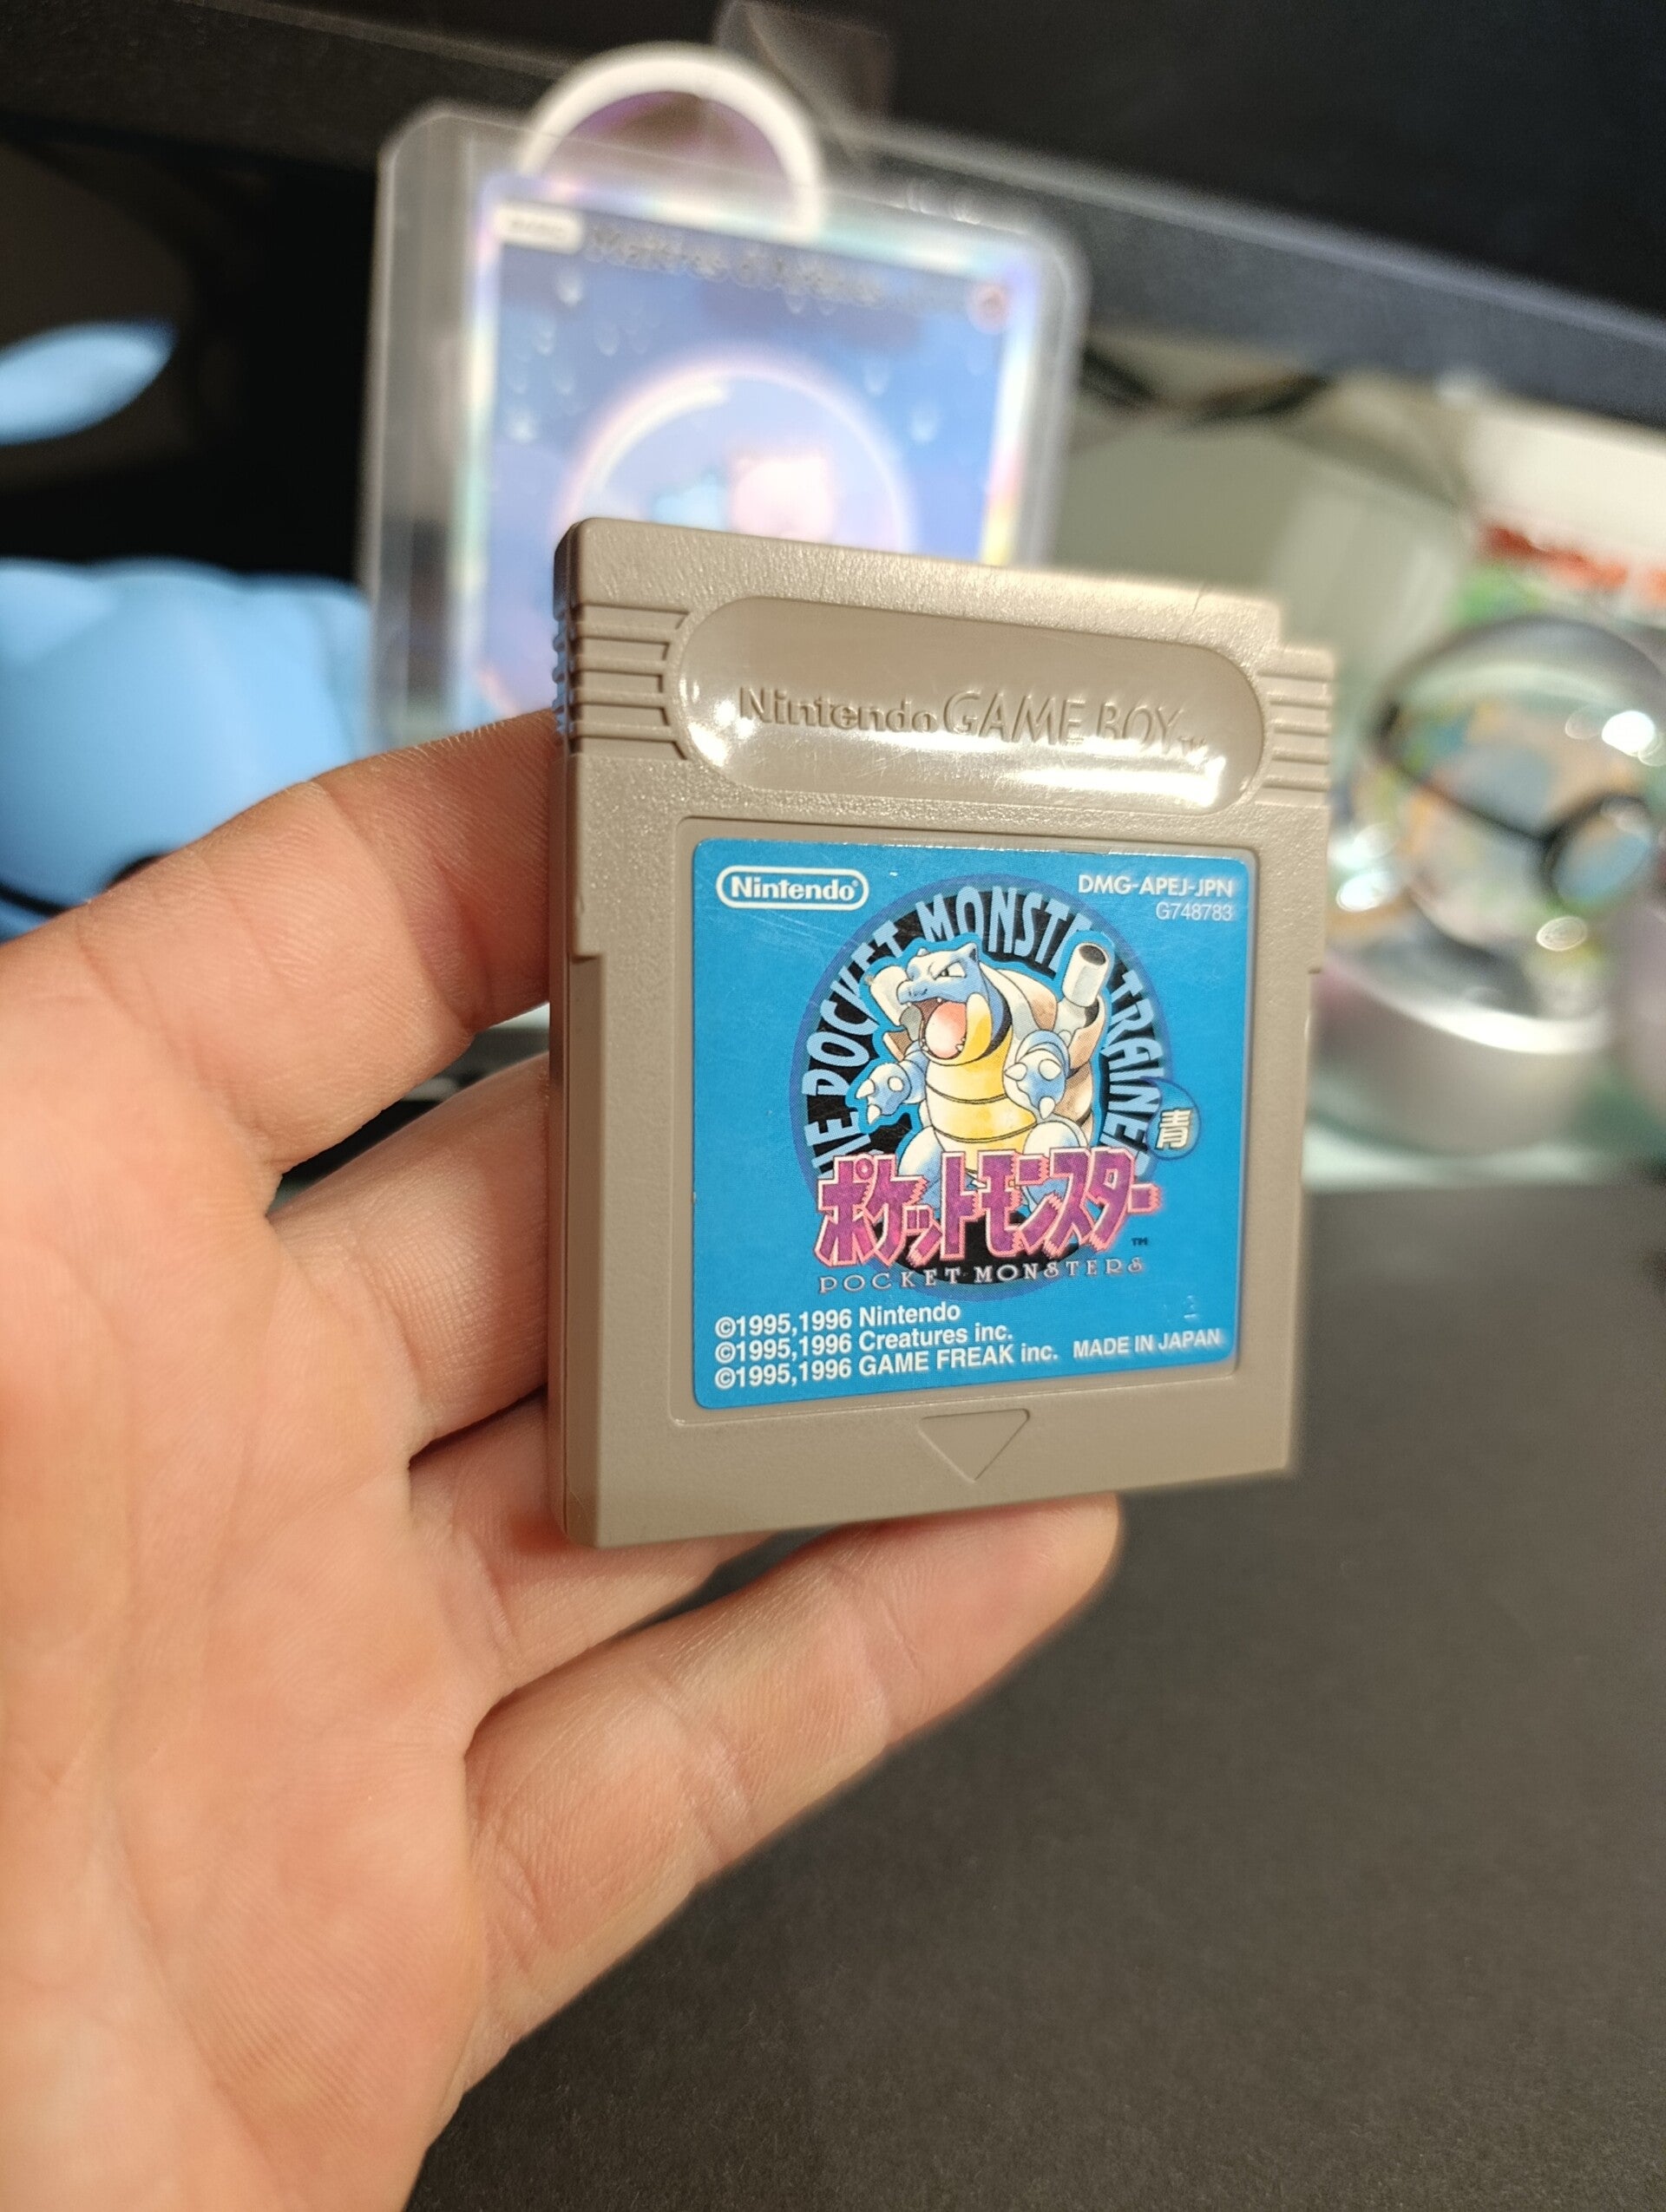 Nintendo GAME BOY TM
Nintendo®
DMG-APEJ-JPN
G748783
THE POCKET MONSTER TRAINER
青
ポケットモンスター TM
POCKET MONSTERS
©1995,1996 Nintendo
©1995,1996 Creatures inc.
©1995,1996 GAME FREAK inc. MADE IN JAPAN